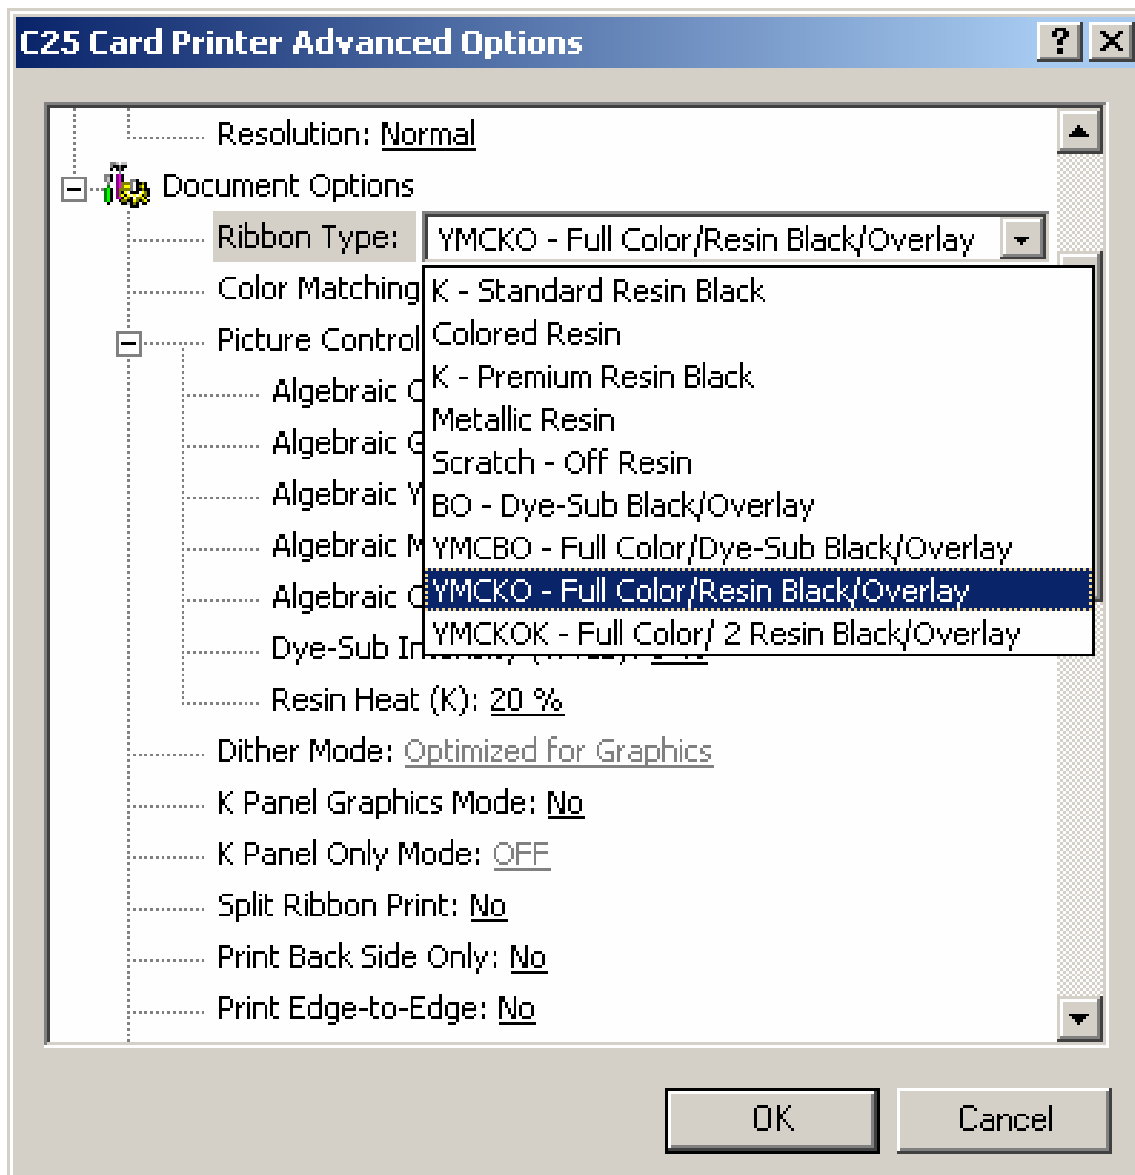 C25 Card Printer Advanced Options
Resolution: Normal
Document Options
Ribbon Type: YMCKO - Full Color/Resin Black/Overlay
K - Standard Resin Black
Color Matching
Colored Resin
Picture Control
K - Premium Resin Black
Algebraic
Metallic Resin
Algebraic
Scratch - Off Resin
Algebraic
BO - Dye-Sub Black/Overlay
Algebraic
YMCBO - Full Color/Dye-Sub Black/Overlay
Algebraic
YMCKO - Full Color/Resin Black/Overlay
YMCKOK - Full Color/ 2 Resin Black/Overlay
Dye-Sub
Resin Heat (K): 20 %
Dither Mode: Optimized for Graphics
K Panel Graphics Mode: No
K Panel Only Mode: OFF
Split Ribbon Print: No
Print Back Side Only: No
Print Edge-to-Edge: No
OK
Cancel